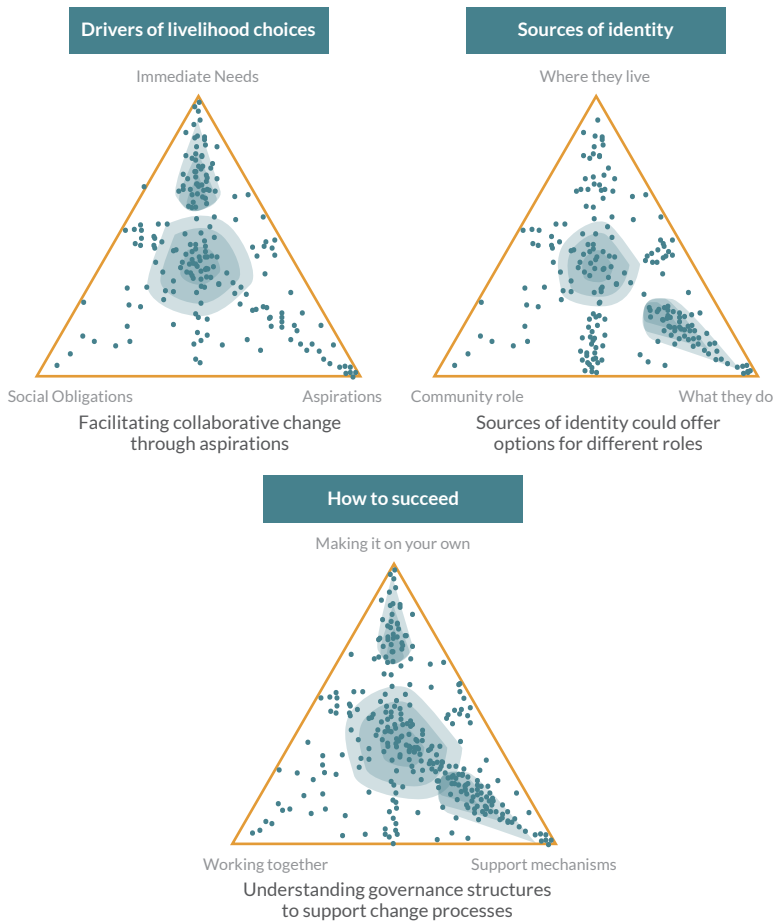 Drivers of livelihood choices
Immediate Needs
Social Obligations
Aspirations
Facilitating collaborative change
through aspirations
Sources of identity
Where they live
Community role
What they do
Sources of identity could offer
options for different roles
How to succeed
Making it on your own
Working together
Support mechanisms
Understanding governance structures
to support change processes